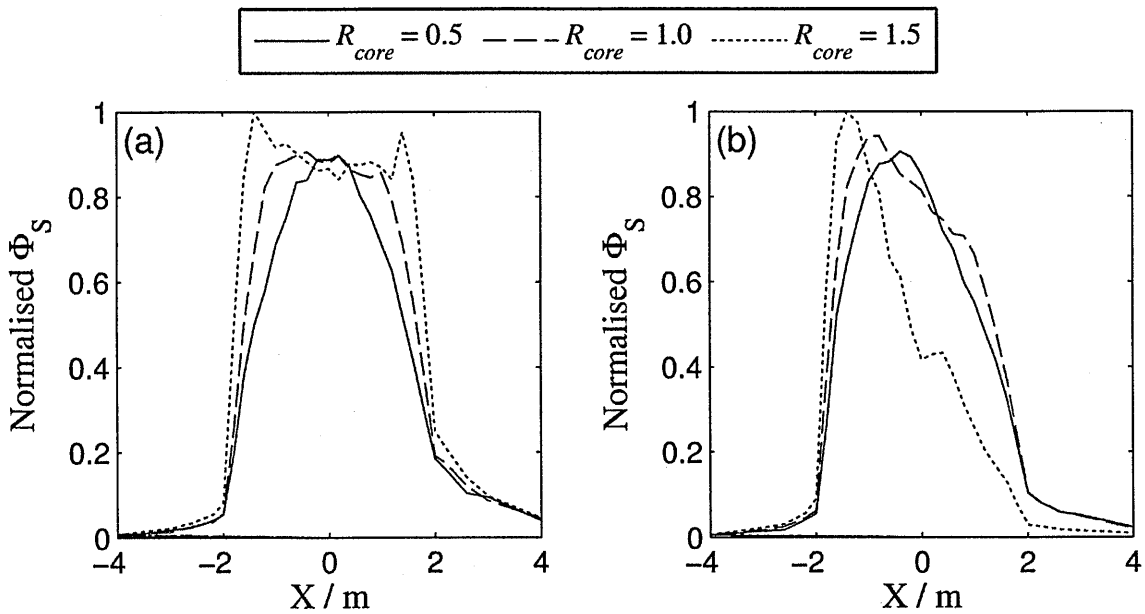 R_core = 0.5 R_core = 1.0 R_core = 1.5
(a)
Normalised Φ_S
1
0.8
0.6
0.4
0.2
0
−4 −2 0 2 4
X / m
(b)
Normalised Φ_S
1
0.8
0.6
0.4
0.2
0
−4 −2 0 2 4
X / m